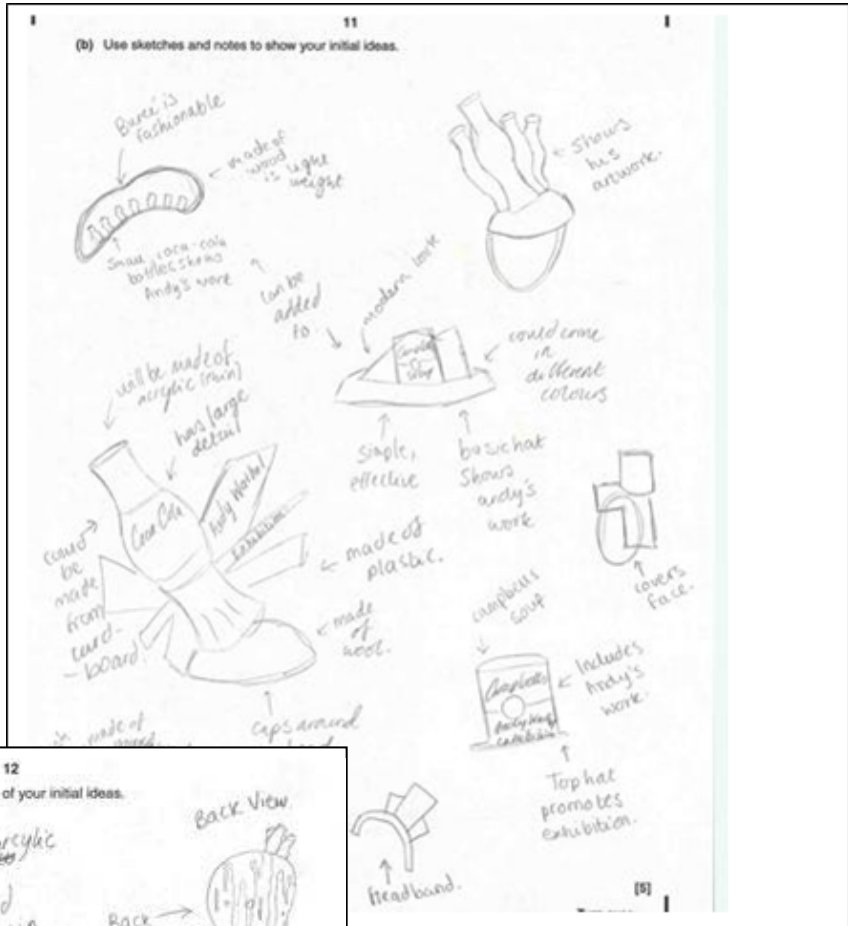 11
(b) Use sketches and notes to show your initial ideas.
is
fashionable
made of
wood
is light
weight
Small coca-cola
bottles shows
Andy's work
can be
added
to
modern look
Shows
his
artwork.
could come
in
different
colours
Campbells
Soup
simple,
effective
basic hat
Shows
andy's
work
will be made of
acrylic (main)
has large
detail
Coca Cola
Andy Warhol
Exhibition
could
be
made
from
card-
-board.
made of
plastic.
made
of
wool.
caps around
covers
face.
campbells
soup
Campbells
Includes
Andy's
work.
Top hat
promotes
exhibition.
made of
Headband.
[5]
12
of your initial ideas.
Back View.
Back